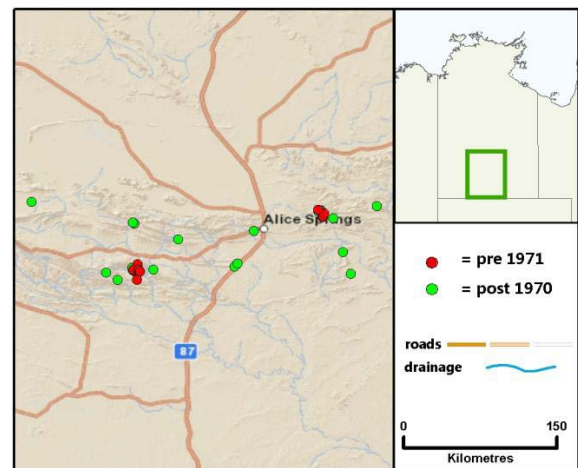 Alice Springs
87
= pre 1971
= post 1970
roads
drainage
0 150
Kilometres